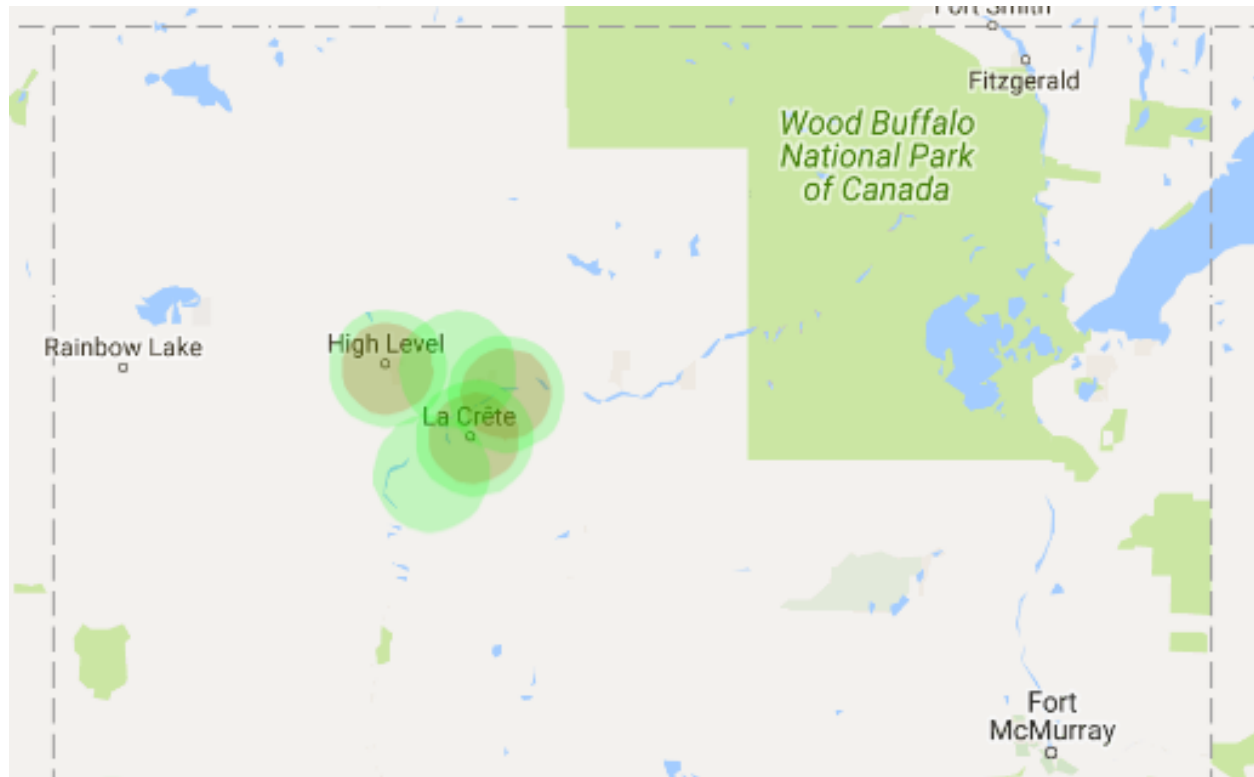 Fort Smith
Fitzgerald
Wood Buffalo
National Park
of Canada
Rainbow Lake
High Level
La Crête
Fort
McMurray